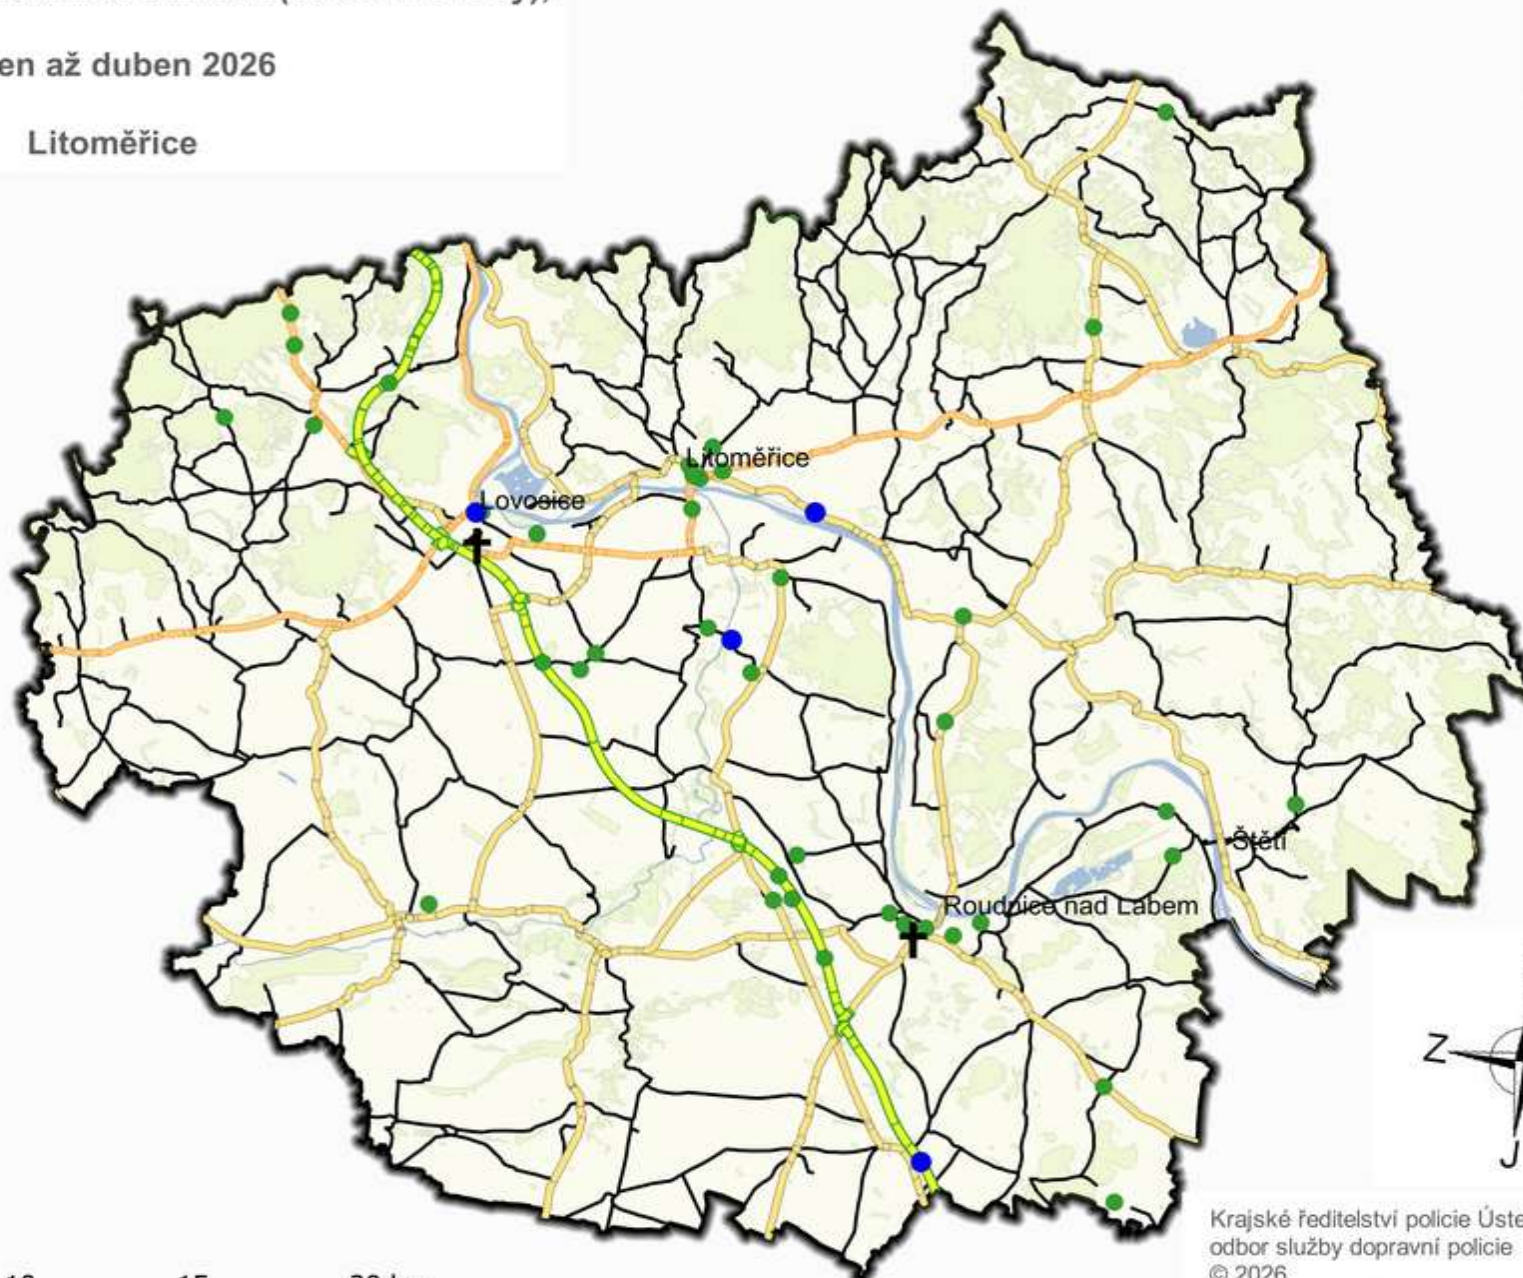 en až duben 2026
Litoměřice
Litoměřice
Lovosice
Štětí
Roudnice nad Labem
Z
J
Krajské ředitelství policie Úste
odbor služby dopravní policie
© 2026
15